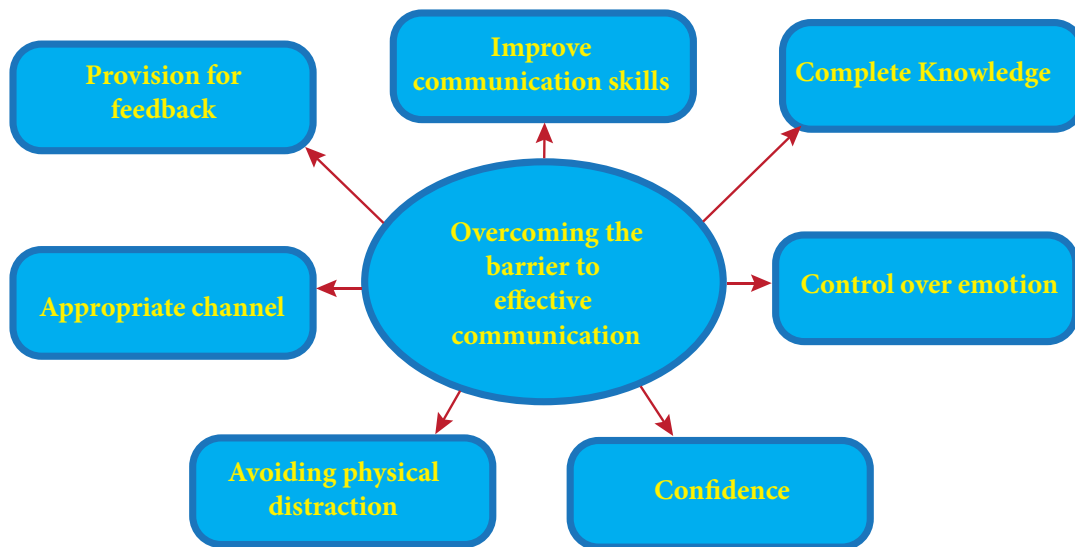 Provision for
feedback
Improve
communication skills
Complete Knowledge
Overcoming the
barrier to
effective
communication
Appropriate channel
Control over emotion
Avoiding physical
distraction
Confidence